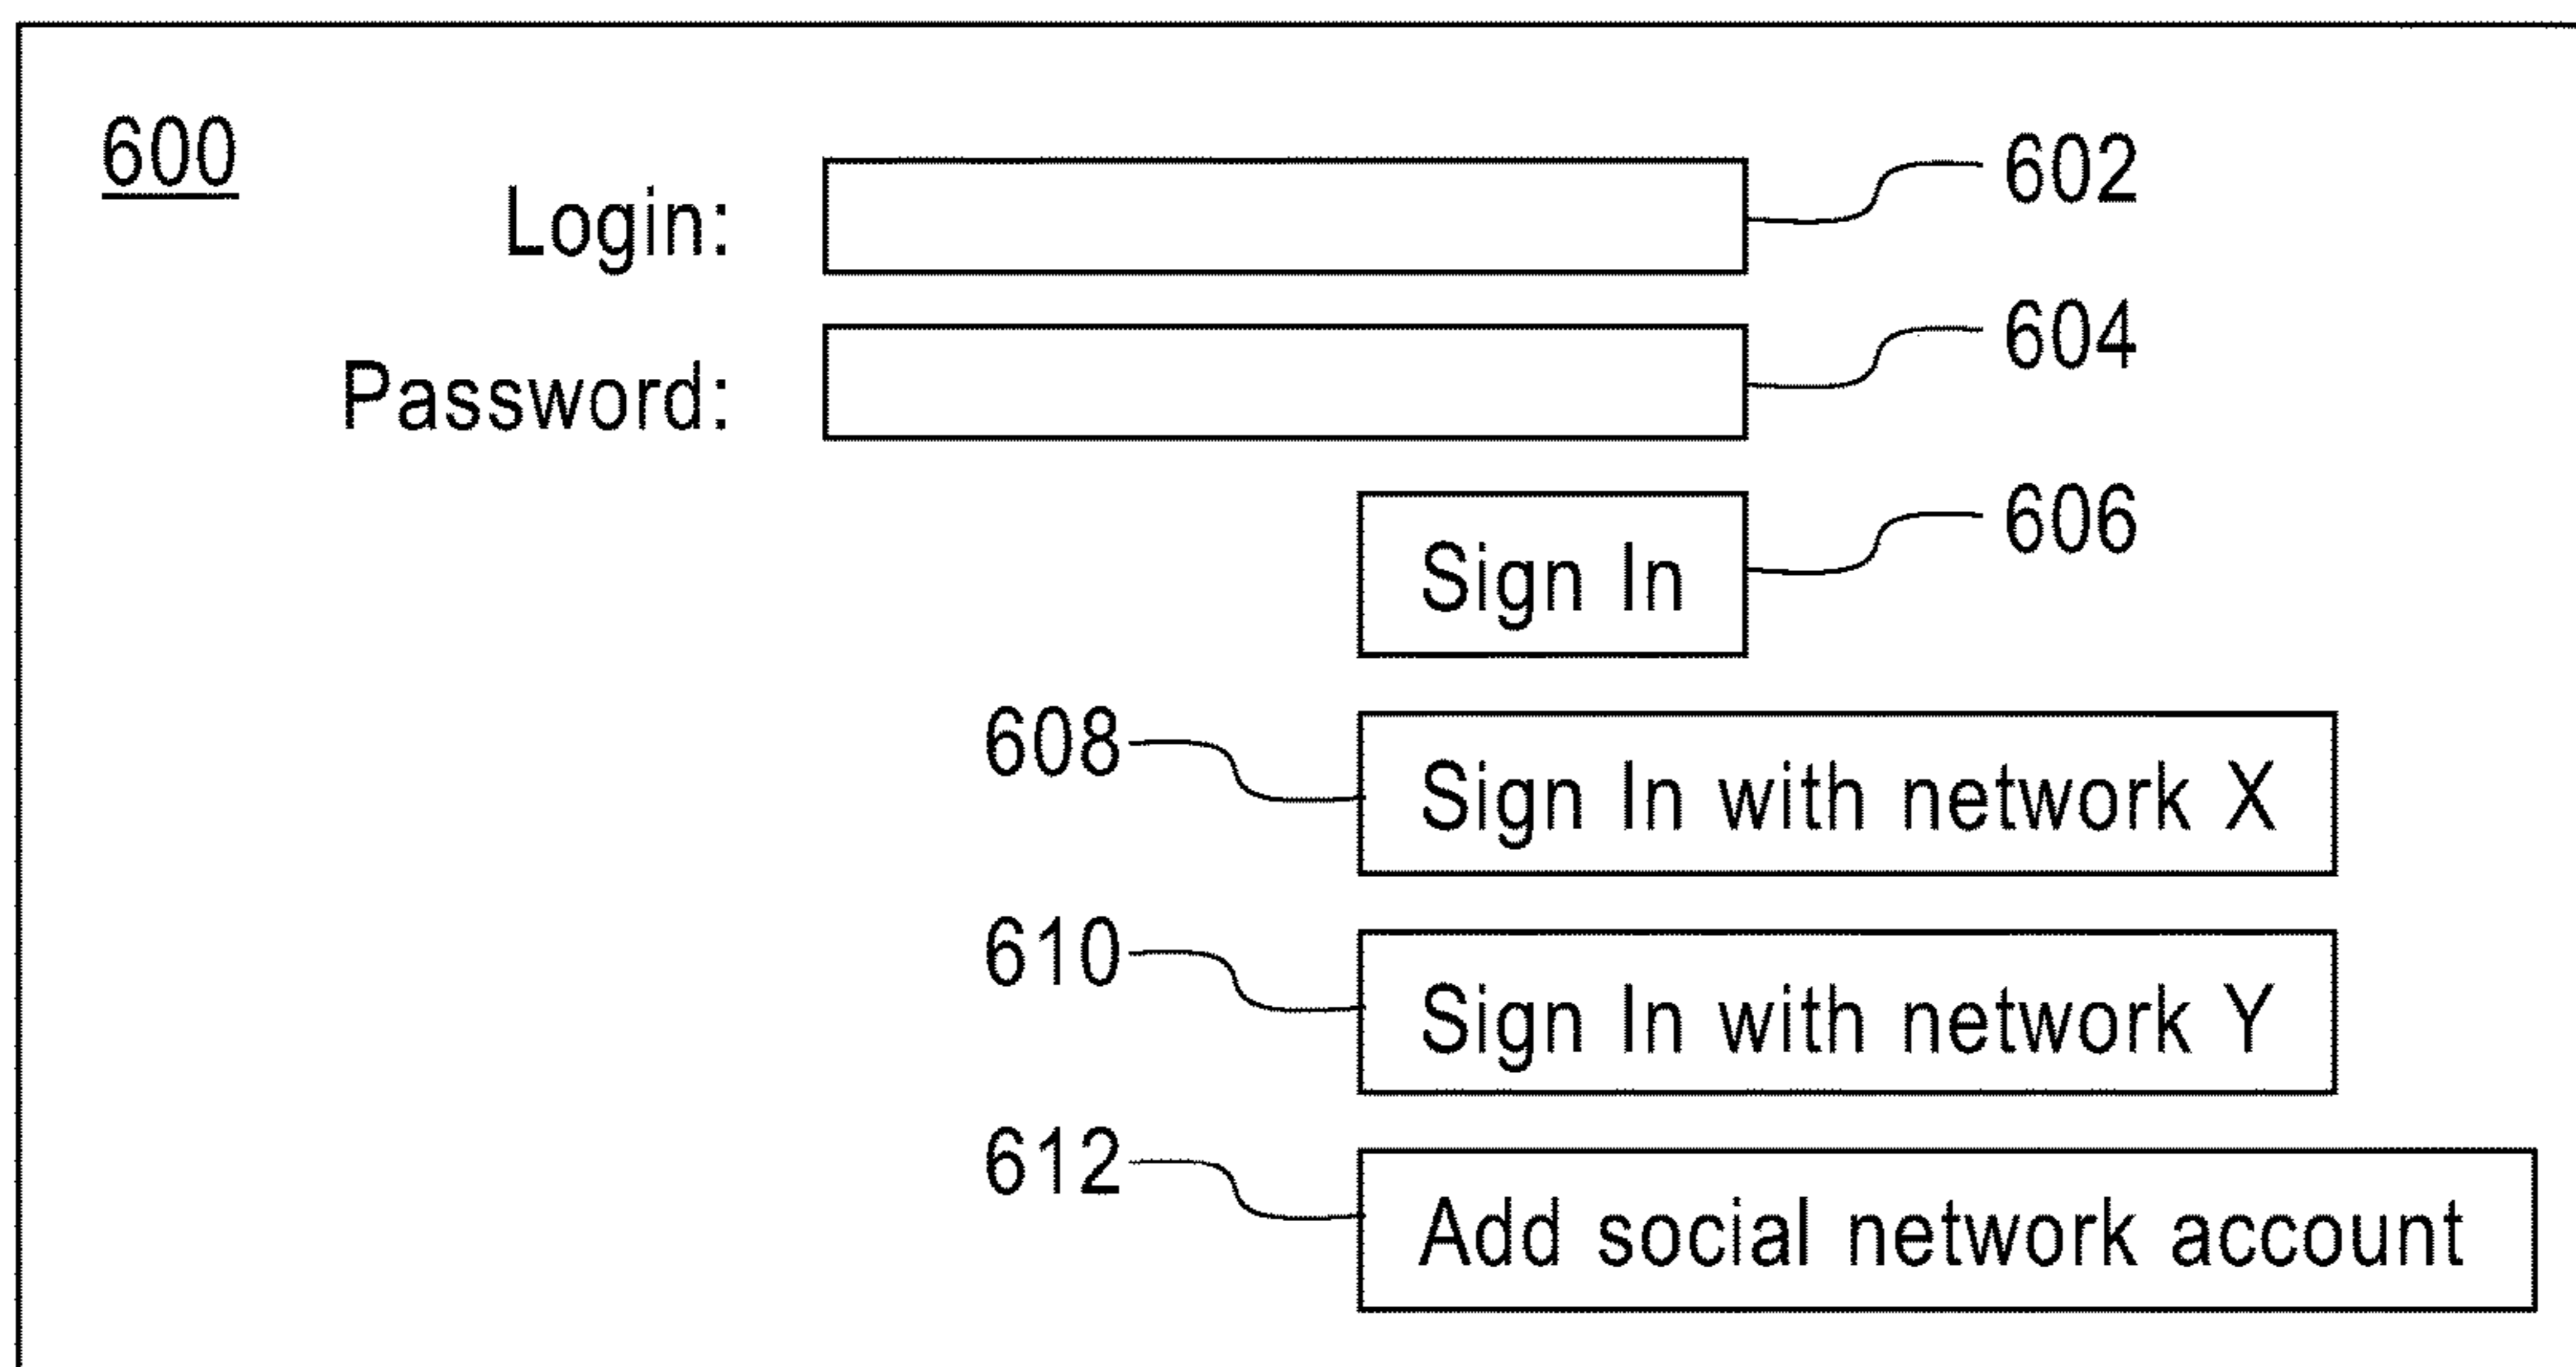 600
Login:
602
Password:
604
Sign In
606
608
Sign In with network X
610
Sign In with network Y
612
Add social network account